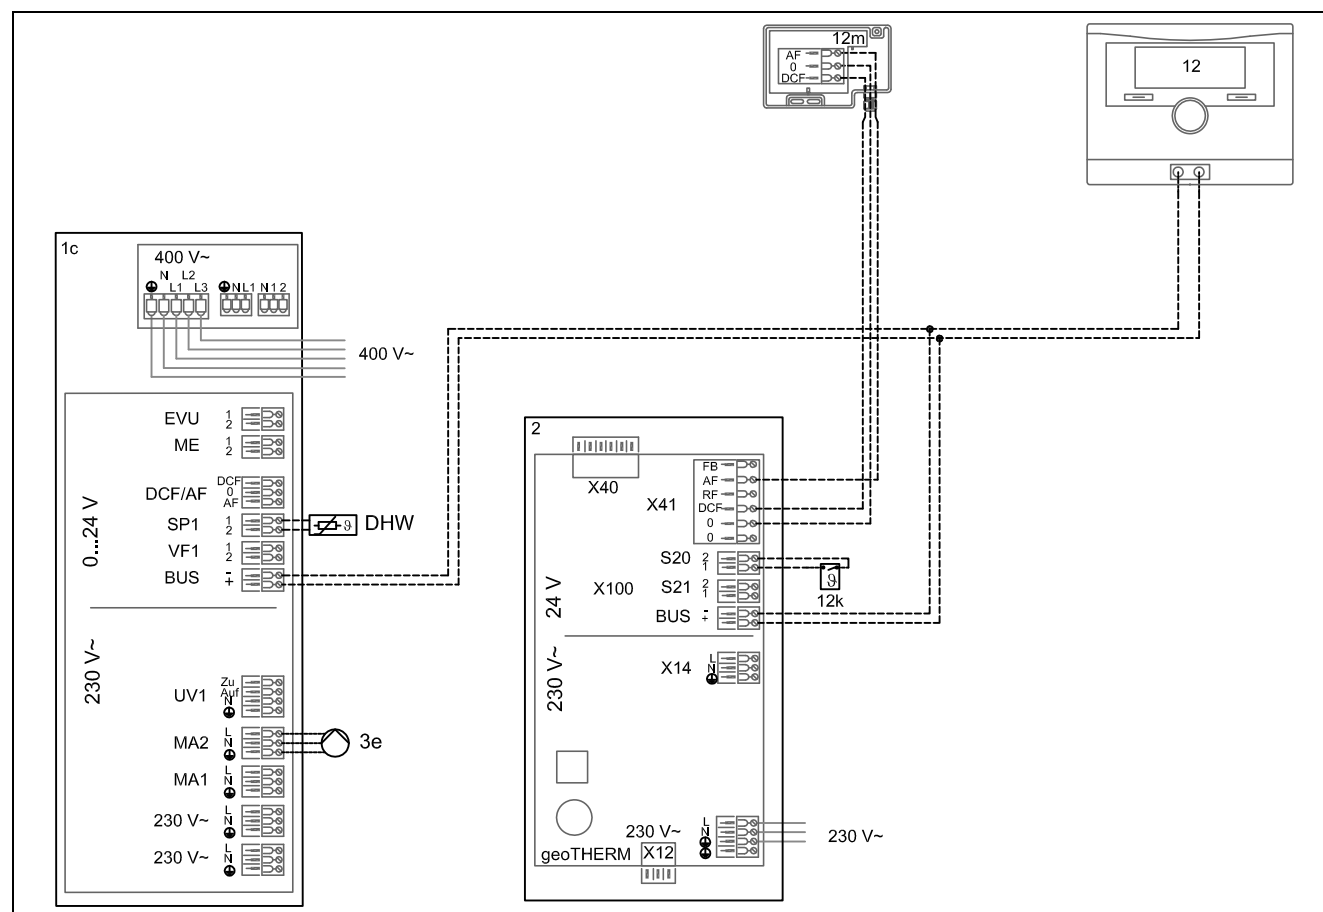 12m
AF
0
DCF
12
1c
400 V~
N L2
L1 L3
N L1
N 1 2
400 V~
0...24 V
EVU 1
2
ME 1
2
DCF/AF DCF
0
AF
SP1 1
2
DHW
VF1 1
2
BUS -
+
230 V~
UV1 Zu
Auf
N
MA2 L
N
3e
MA1 L
N
230 V~ L
N
230 V~ L
N
2
X40
X41
FB
AF
RF
DCF
0
0
24 V
X100
S20 2
1
12k
S21 2
1
BUS -
+
230 V~
X14 L
N
230 V~ L
N
230 V~
geoTHERM X12